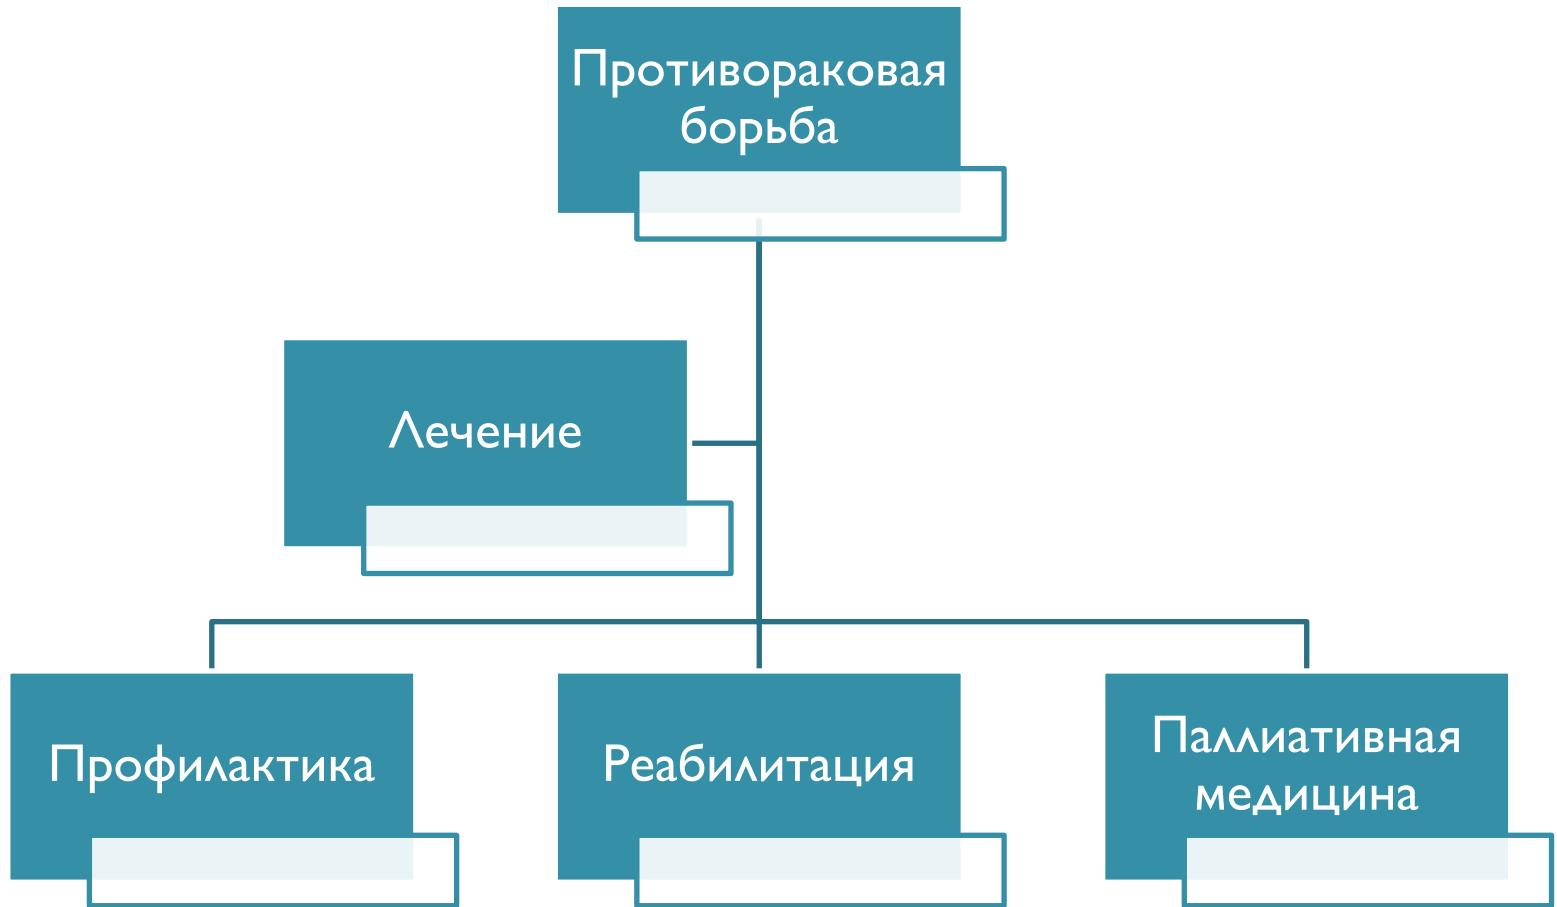 Противораковая
борьба
Лечение
Профилактика
Реабилитация
Паллиативная
медицина